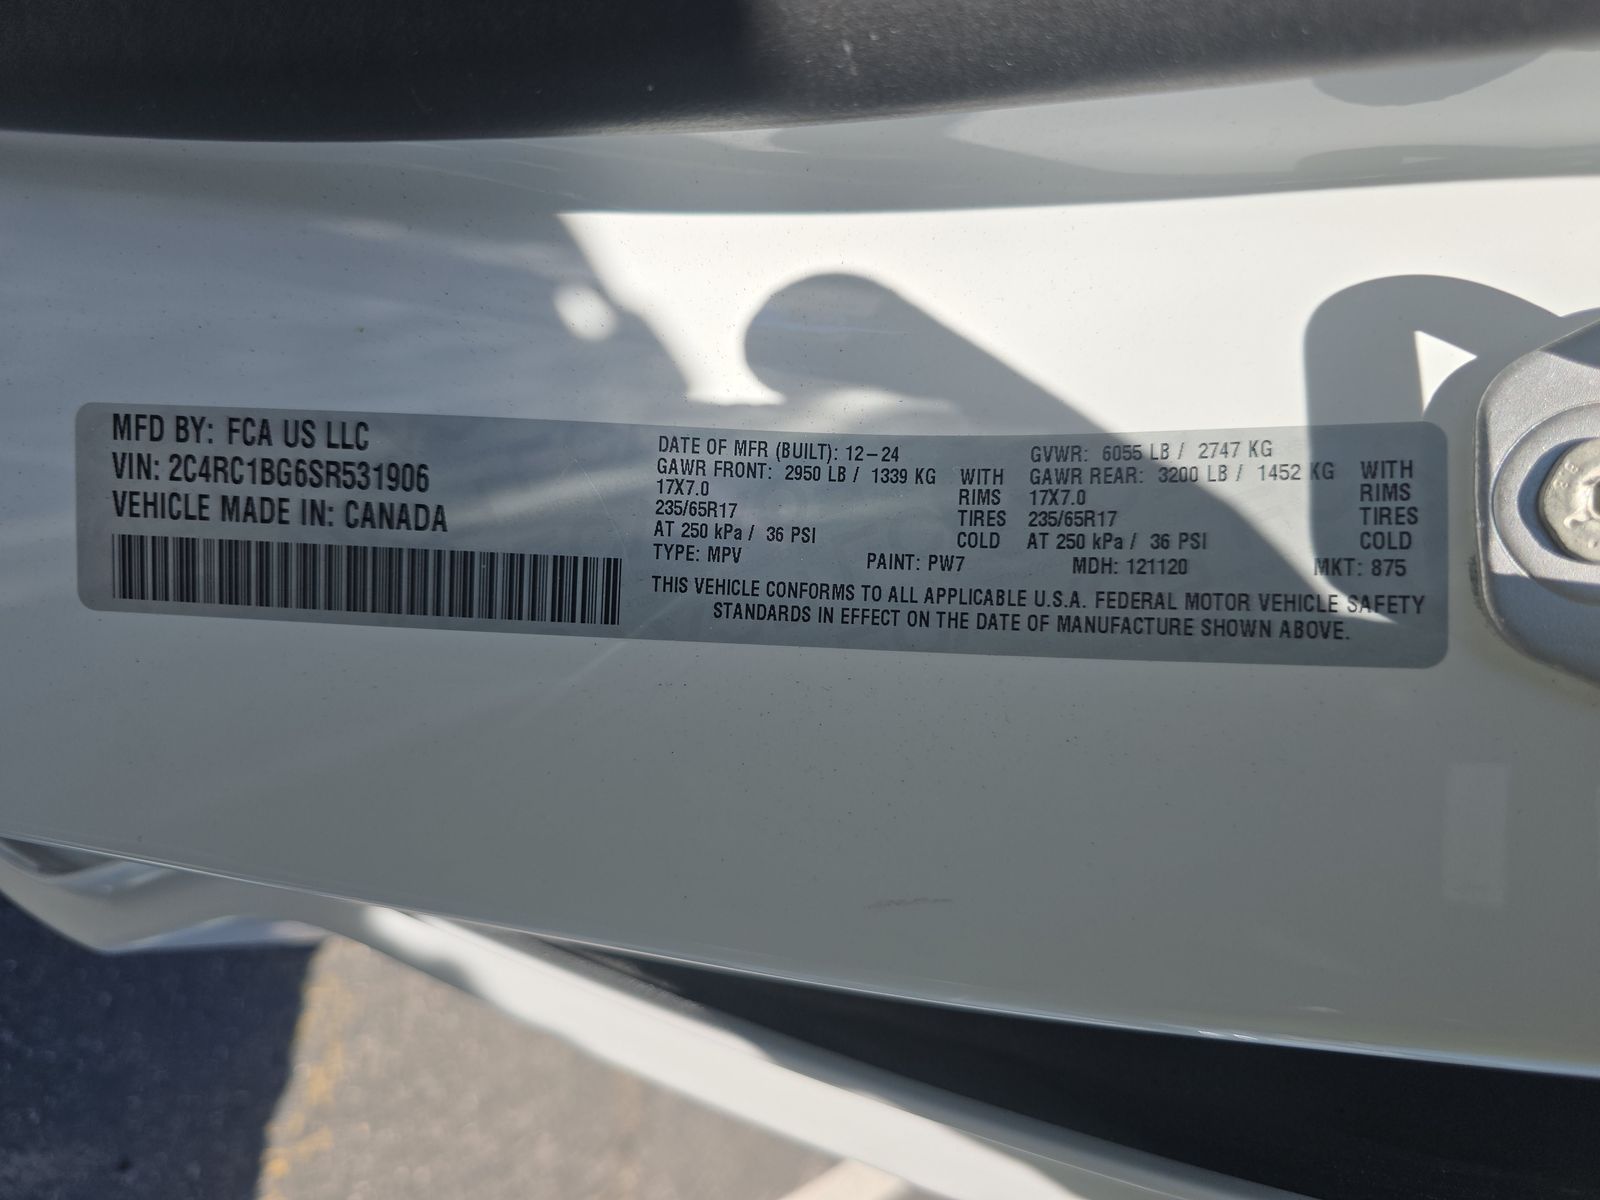 MFD BY: FCA US LLC
VIN: 2C4RC1BG6SR531906
VEHICLE MADE IN: CANADA
DATE OF MFR (BUILT): 12-24 GVWR: 6055 LB / 2747 KG
GAWR FRONT: 2950 LB / 1339 KG WITH GAWR REAR: 3200 LB / 1452 KG WITH
17X7.0 RIMS 17X7.0 RIMS
235/65R17 TIRES 235/65R17 TIRES
AT 250 kPa / 36 PSI COLD AT 250 kPa / 36 PSI COLD
TYPE: MPV PAINT: PW7 MDH: 121120 MKT: 875
THIS VEHICLE CONFORMS TO ALL APPLICABLE U.S.A. FEDERAL MOTOR VEHICLE SAFETY
STANDARDS IN EFFECT ON THE DATE OF MANUFACTURE SHOWN ABOVE.